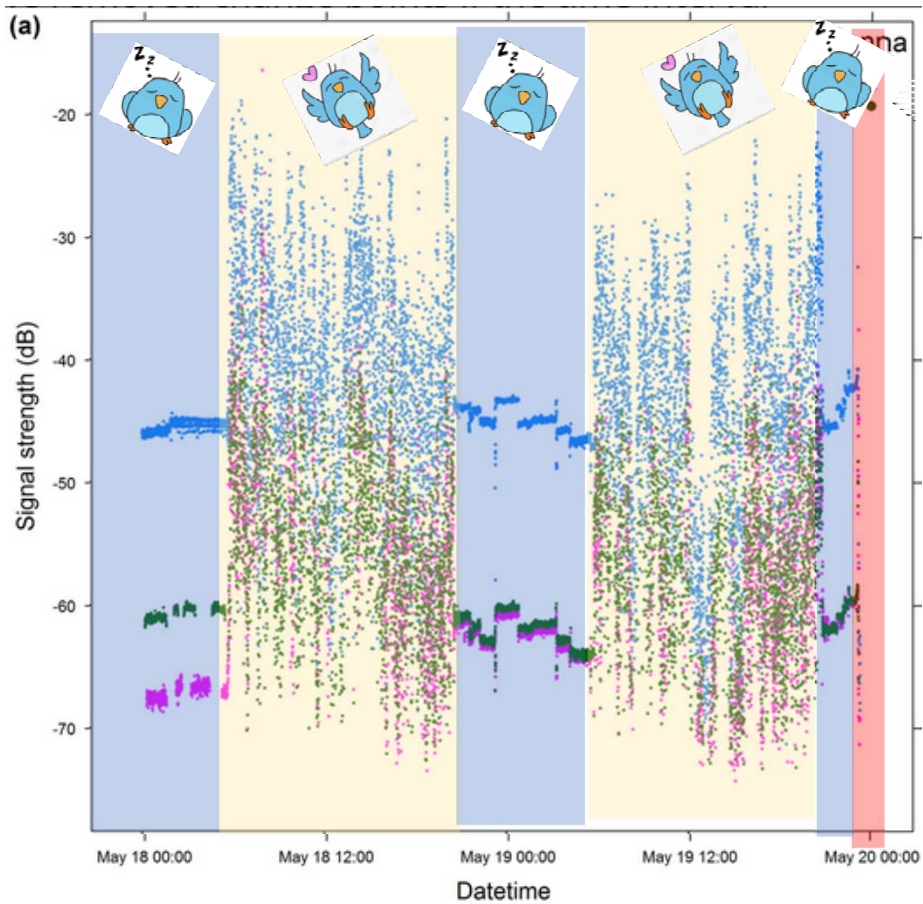 (a)
nna
z z
z z
z z
-20
-30
-40
-50
-60
-70
Signal strength (dB)
May 18 00:00
May 18 12:00
May 19 00:00
May 19 12:00
May 20 00:00
Datetime